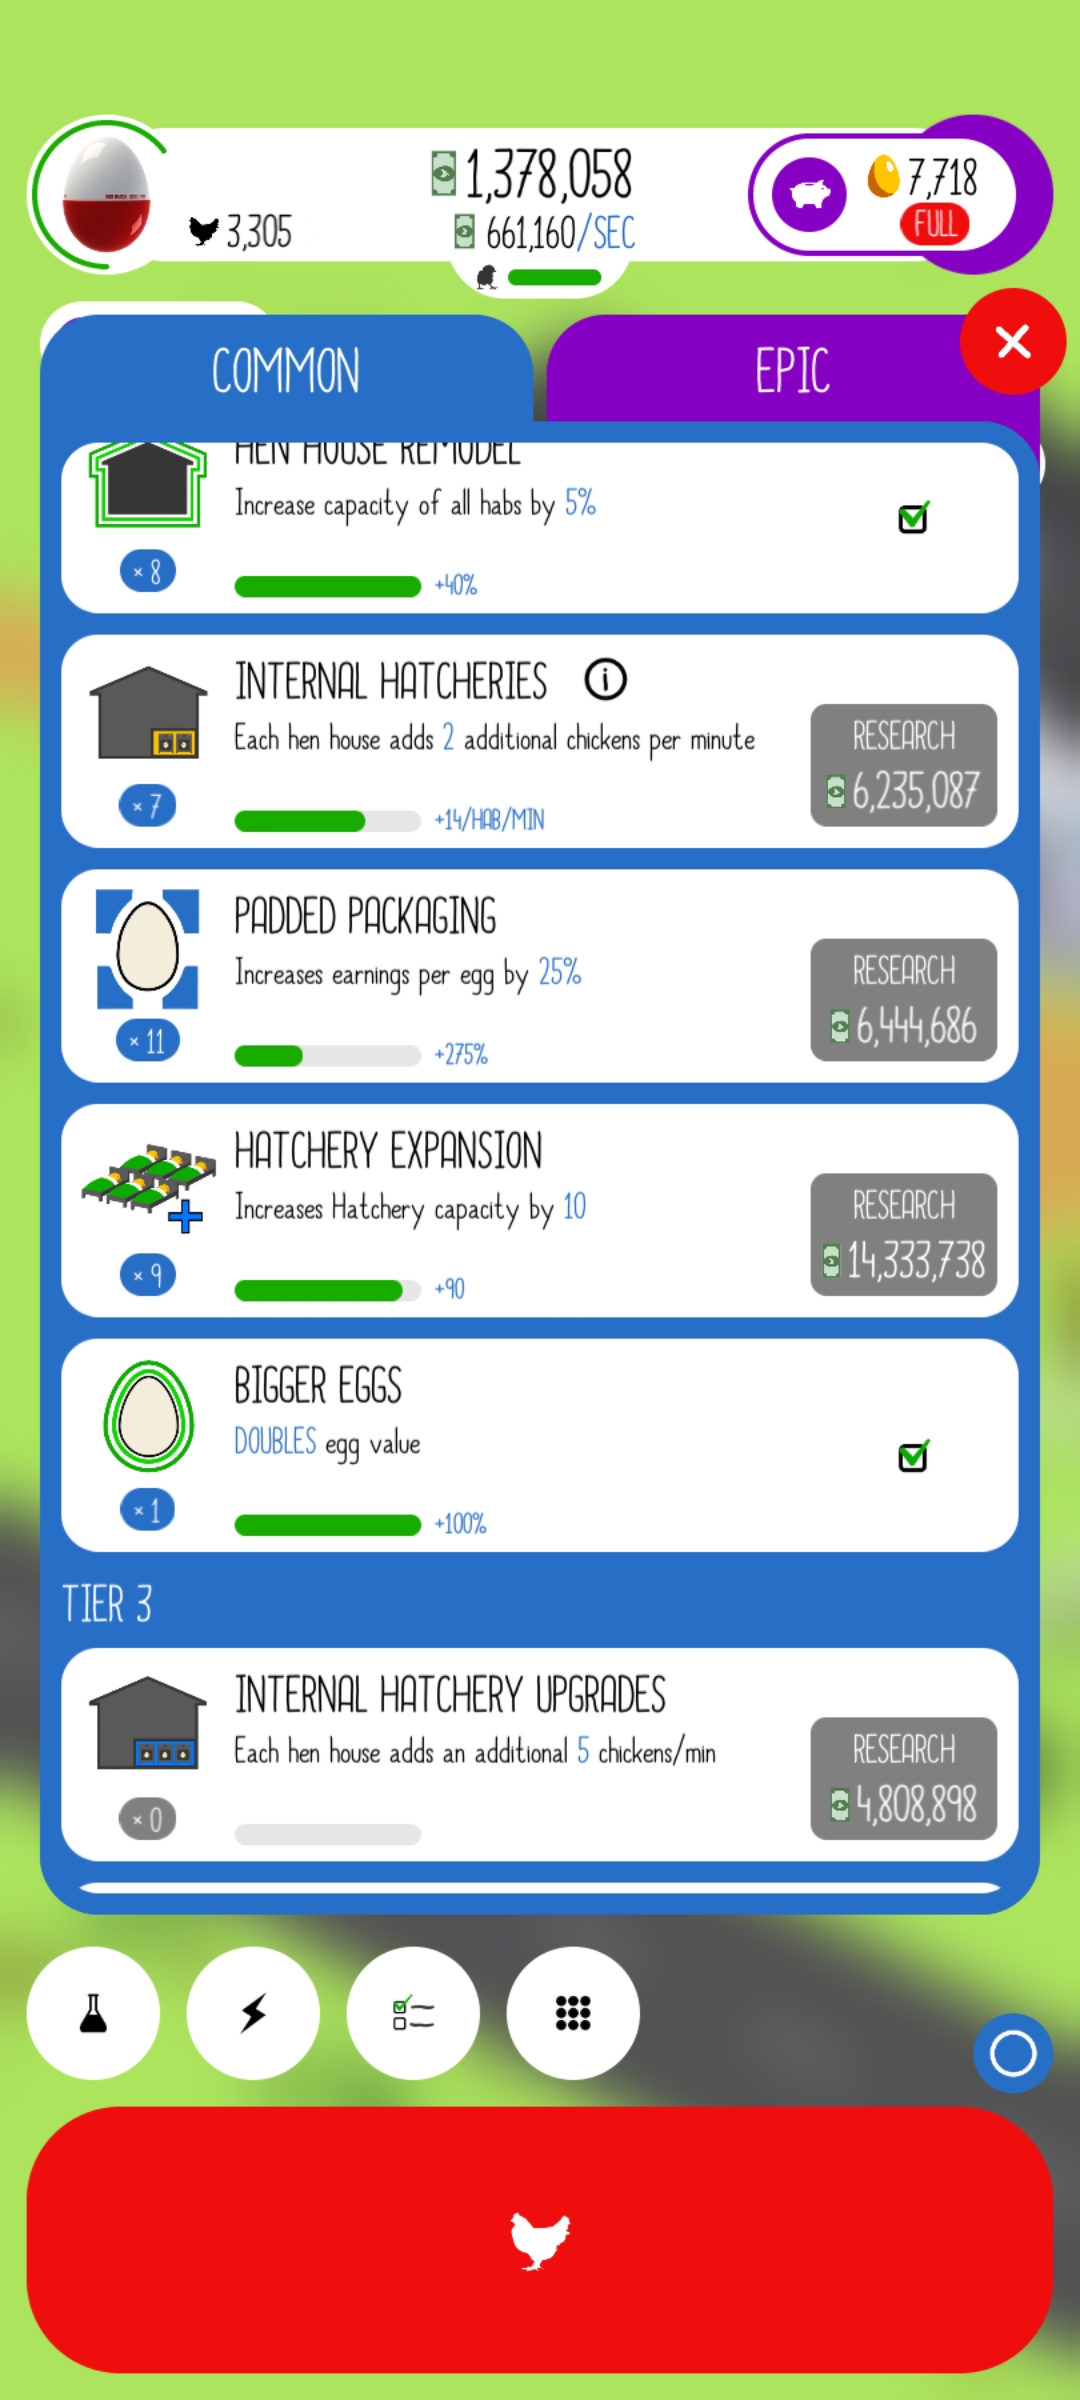 1,378,058
7,718
3,305
661,160/SEC
FULL
COMMON
EPIC
HEN HOUSE REMODEL
Increase capacity of all habs by 5%
× 8
+40%
INTERNAL HATCHERIES
Each hen house adds 2 additional chickens per minute
RESEARCH
6,235,087
× 7
+14/HAB/MIN
PADDED PACKAGING
Increases earnings per egg by 25%
RESEARCH
6,444,686
× 11
+275%
HATCHERY EXPANSION
Increases Hatchery capacity by 10
RESEARCH
14,333,738
× 9
+90
BIGGER EGGS
DOUBLES egg value
× 1
+100%
TIER 3
INTERNAL HATCHERY UPGRADES
Each hen house adds an additional 5 chickens/min
RESEARCH
4,808,898
× 0